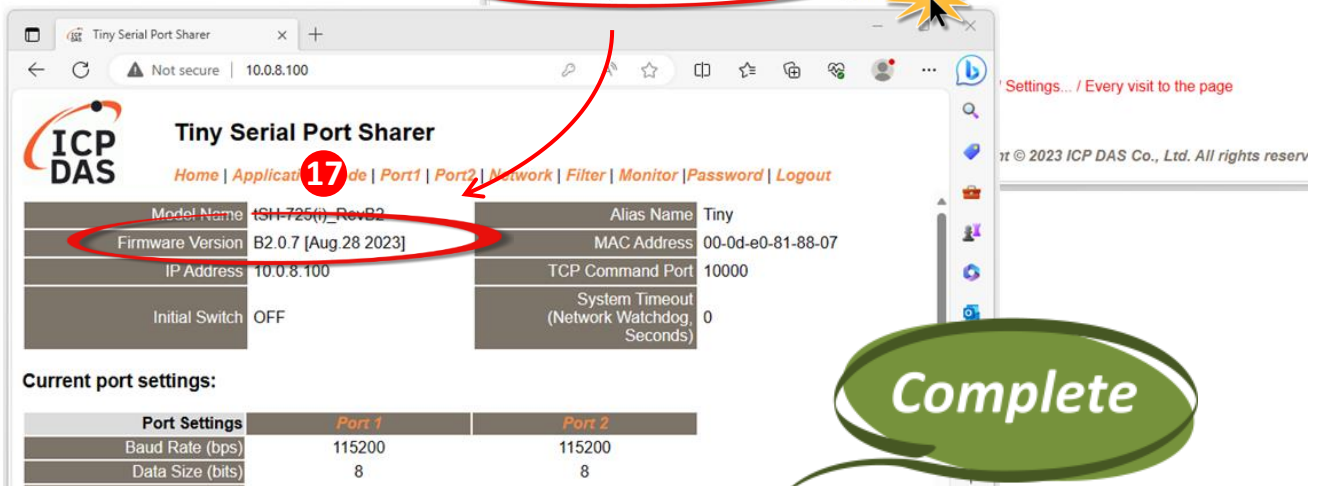 Tiny Serial Port Sharer
Not secure | 10.0.8.100
Settings... / Every visit to the page
ICP
DAS
Tiny Serial Port Sharer
17
© 2023 ICP DAS Co., Ltd. All rights reserv
Home | Port1 | Port2 | Network | Filter | Monitor |Password | Logout
Model Name tSH-725(i)_RevB2 Alias Name Tiny
Firmware Version B2.0.7 [Aug.28 2023] MAC Address 00-0d-e0-81-88-07
IP Address 10.0.8.100 TCP Command Port 10000
Initial Switch OFF System Timeout
(Network Watchdog, 0
Seconds)
Current port settings:
Complete
Port Settings Port 1 Port 2
Baud Rate (bps) 115200 115200
Data Size (bits) 8 8